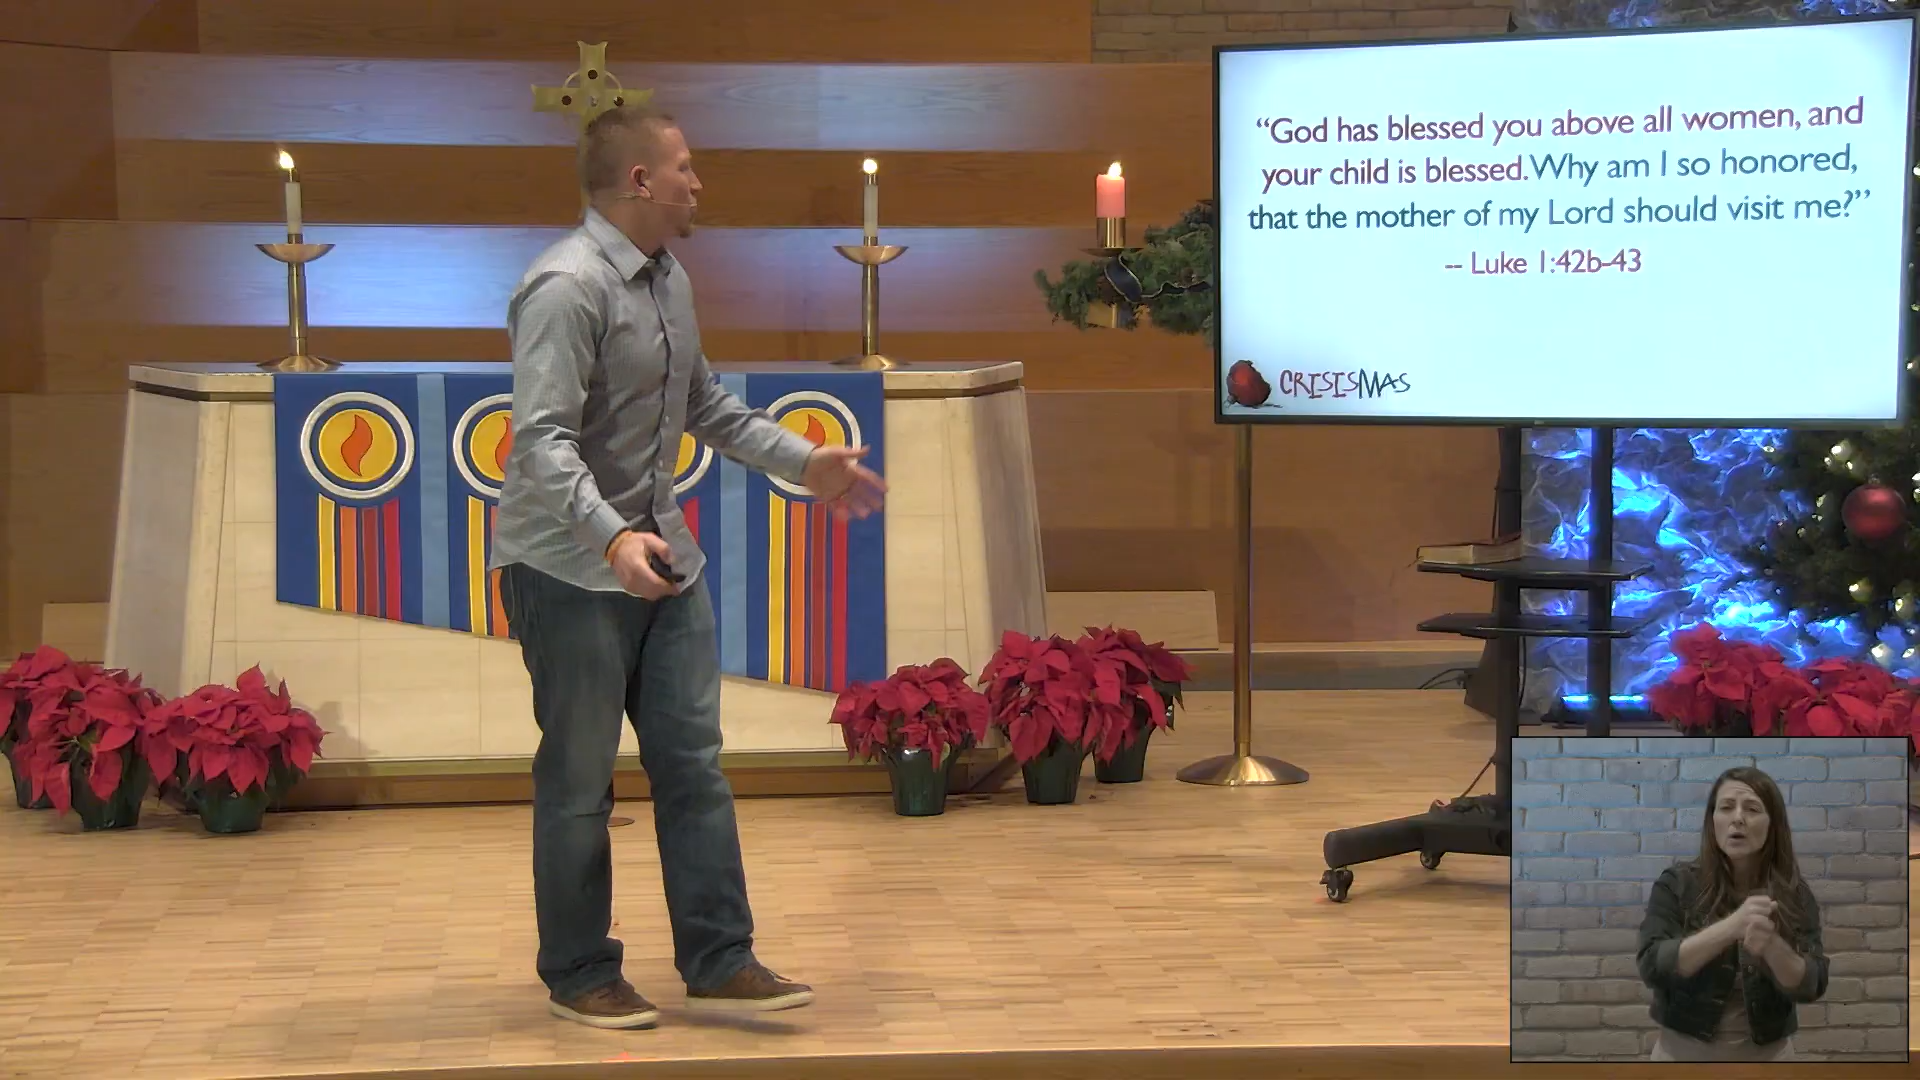 “God has blessed you above all women, and
your child is blessed. Why am I so honored,
that the mother of my Lord should visit me?”
-- Luke 1:42b-43
CRISISMAS